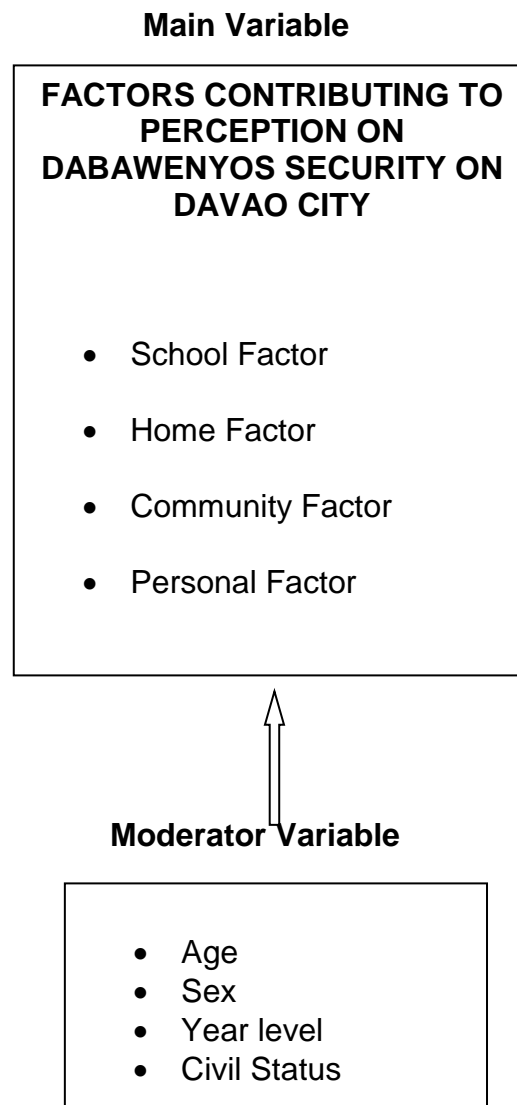 Main Variable
FACTORS CONTRIBUTING TO
PERCEPTION ON
DABAWENYOS SECURITY ON
DAVAO CITY
• School Factor
• Home Factor
• Community Factor
• Personal Factor
Moderator Variable
• Age
• Sex
• Year level
• Civil Status